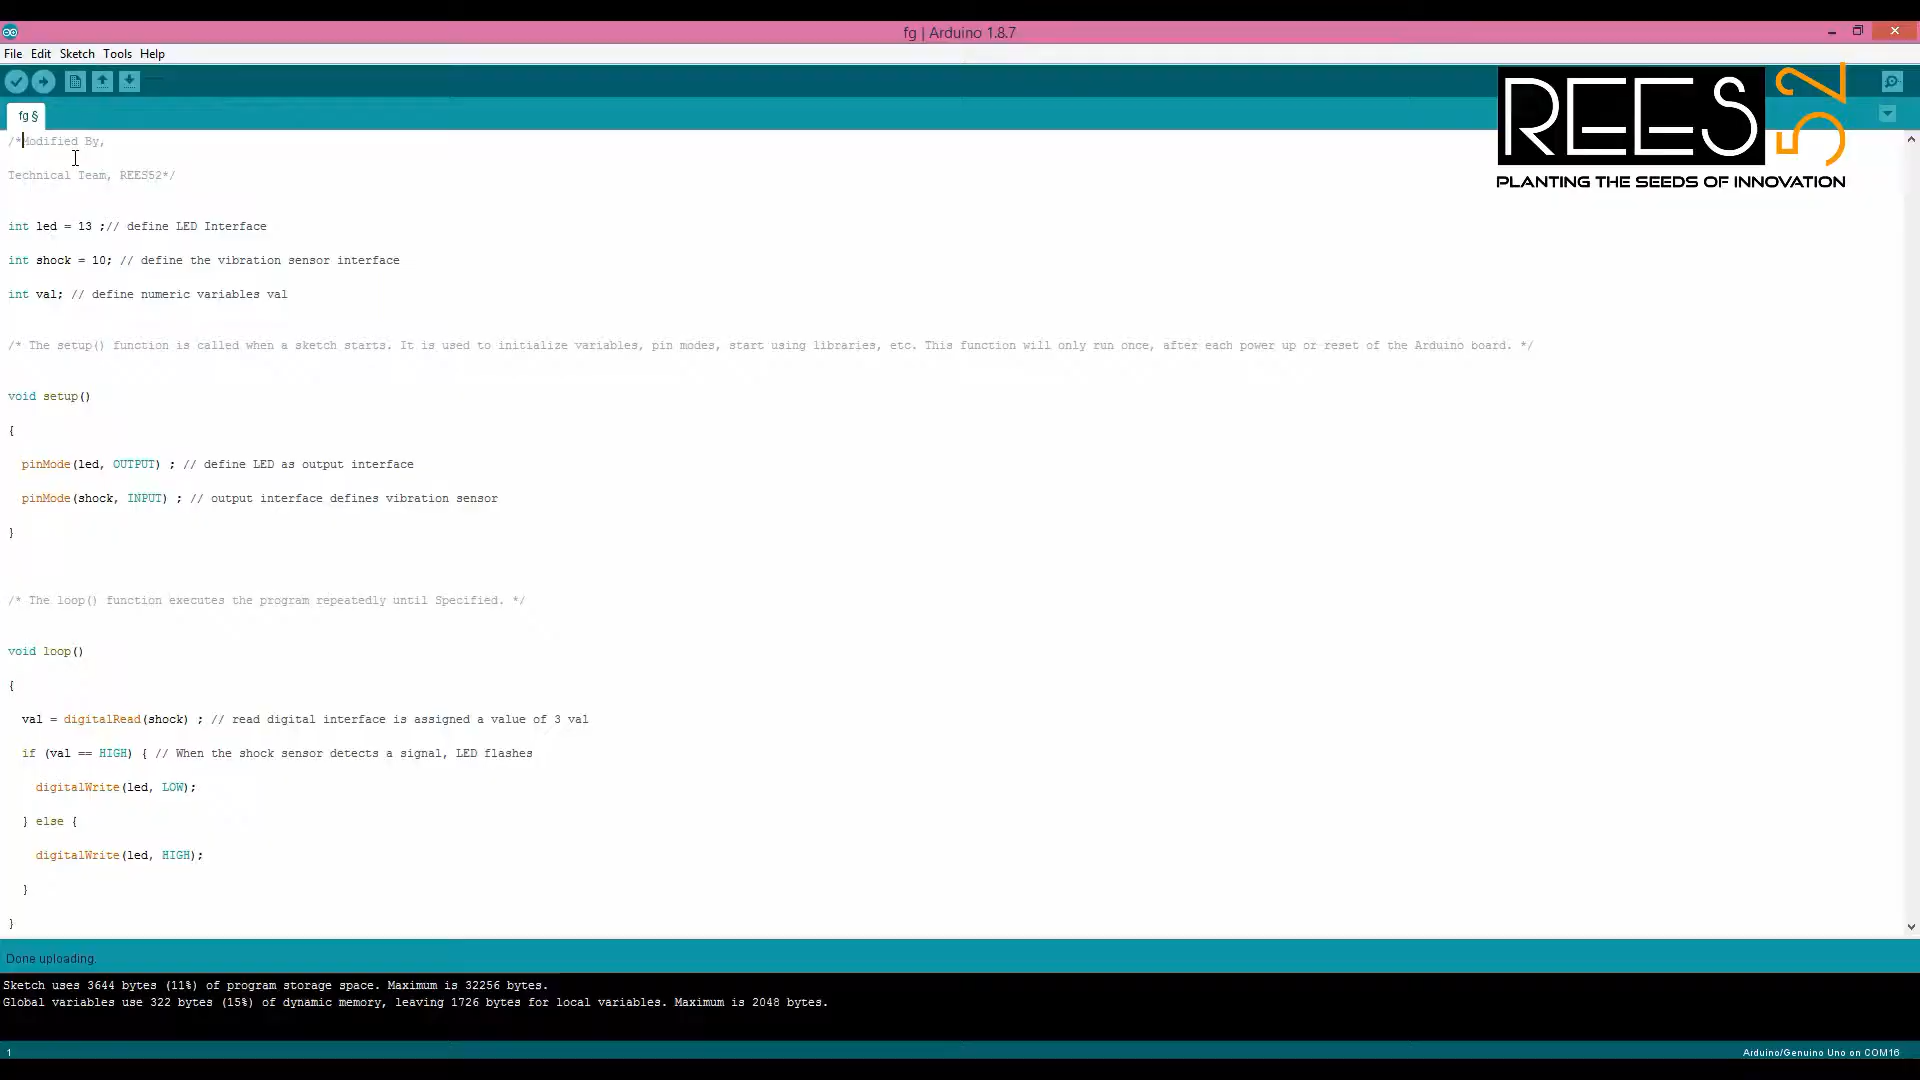 fg | Arduino 1.8.7
File Edit Sketch Tools Help
REES
52
PLANTING THE SEEDS OF INNOVATION
fg §
/*Modified By,
Technical Team, REES52*/
int led = 13 ;// define LED Interface
int shock = 10; // define the vibration sensor interface
int val; // define numeric variables val
/* The setup() function is called when a sketch starts. It is used to initialize variables, pin modes, start using libraries, etc. This function will only run once, after each power up or reset of the Arduino board. */
void setup()
{
pinMode(led, OUTPUT) ; // define LED as output interface
pinMode(shock, INPUT) ; // output interface defines vibration sensor
}
/* The loop() function executes the program repeatedly until Specified. */
void loop()
{
val = digitalRead(shock) ; // read digital interface is assigned a value of 3 val
if (val == HIGH) { // When the shock sensor detects a signal, LED flashes
digitalWrite(led, LOW);
} else {
digitalWrite(led, HIGH);
}
}
Done uploading.
Sketch uses 3644 bytes (11%) of program storage space. Maximum is 32256 bytes.
Global variables use 322 bytes (15%) of dynamic memory, leaving 1726 bytes for local variables. Maximum is 2048 bytes.
1
Arduino/Genuino Uno on COM16